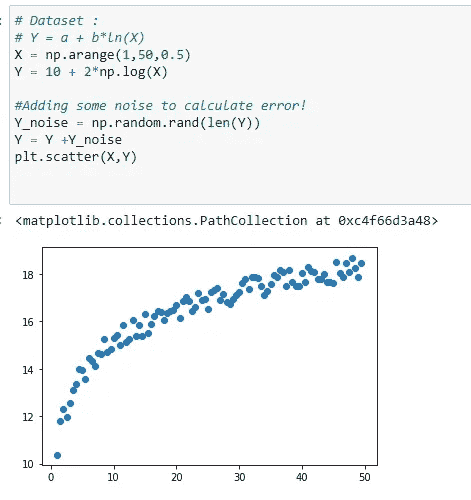 # Dataset :
# Y = a + b*ln(X)
X = np.arange(1,50,0.5)
Y = 10 + 2*np.log(X)
#Adding some noise to calculate error!
Y_noise = np.random.rand(len(Y))
Y = Y +Y_noise
plt.scatter(X,Y)
: <matplotlib.collections.PathCollection at 0xc4f66d3a48>
18
16
14
12
10
0 10 20 30 40 50